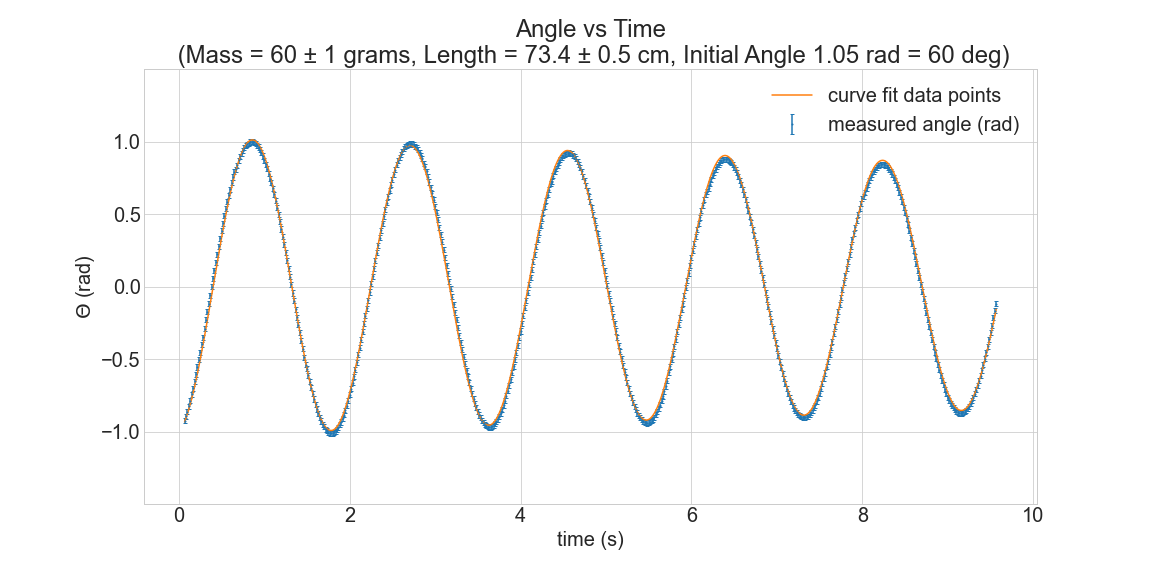 Angle vs Time
(Mass = 60 ± 1 grams, Length = 73.4 ± 0.5 cm, Initial Angle 1.05 rad = 60 deg)
curve fit data points
measured angle (rad)
1.0
0.5
0.0
−0.5
−1.0
Θ (rad)
0 2 4 6 8 10
time (s)